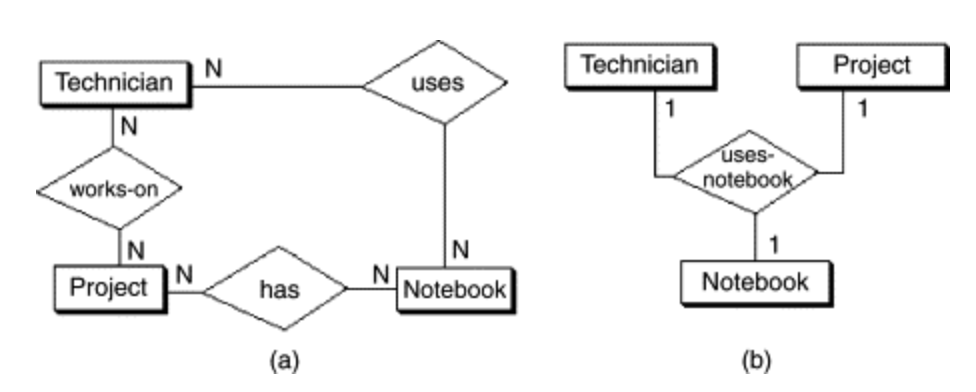 Technician
N
uses
Technician
Project
N
1
1
works-on
uses-
notebook
N
N
1
Project
N
has
N
Notebook
Notebook
(a)
(b)